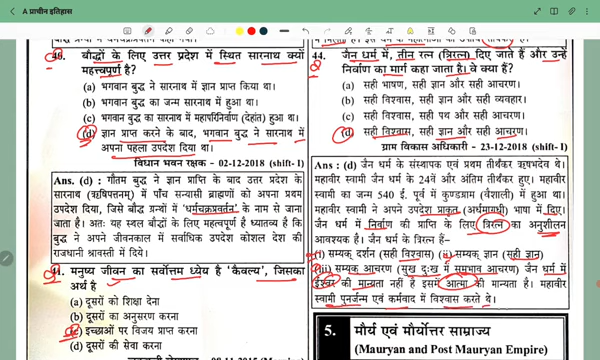 A प्राचीन इतिहास
40. बौद्धों के लिए उत्तर प्रदेश में स्थित सारनाथ क्यों
महत्वपूर्ण है?
(a) भगवान बुद्ध ने सारनाथ में ज्ञान प्राप्त किया था।
(b) भगवान बुद्ध का जन्म सारनाथ में हुआ था।
(c) भगवान बुद्ध का सारनाथ में महापरिनिर्वाण (देहांत) हुआ था।
(d) ज्ञान प्राप्त करने के बाद, भगवान बुद्ध ने सारनाथ में
अपना पहला उपदेश दिया था।
विधान भवन रक्षक - 02-12-2018 (shift-I)
Ans. (d) : गौतम बुद्ध ने ज्ञान प्राप्ति के बाद उत्तर प्रदेश के
सारनाथ (ऋषिपत्तनम्) में पाँच सन्यासी ब्राह्मणों को अपना प्रथम
उपदेश दिया, जिसे बौद्ध ग्रन्थों में 'धर्मचक्रप्रवर्तन' के नाम से जाना
जाता है। अतः यह स्थल बौद्धों के लिए महत्वपूर्ण है ध्यातव्य है कि
बुद्ध ने अपने जीवनकाल में सर्वाधिक उपदेश कोशल देश की
राजधानी श्रावस्ती में दिये।
41. मनुष्य जीवन का सर्वोत्तम ध्येय है 'कैवल्य', जिसका
अर्थ है
(a) दूसरों को शिक्षा देना
(b) दूसरों का अनुसरण करना
(c) इच्छाओं पर विजय प्राप्त करना
(d) दूसरों की सेवा करना
44. जैन धर्म में, तीन रत्न (त्रिरत्न) दिए जाते हैं और उन्हें
निर्वाण का मार्ग कहा जाता है। वे क्या हैं?
(a) सही भाषण, सही ज्ञान और सही आचरण।
(b) सही विश्वास, सही ज्ञान और सही व्यवहार।
(c) सही विश्वास, सही पथ और सही आचरण।
(d) सही विश्वास, सही ज्ञान और सही आचरण।
ग्राम विकास अधिकारी - 23-12-2018 (shift-I)
Ans : (d) जैन धर्म के संस्थापक एवं प्रथम तीर्थंकर ऋषभदेव थे।
महावीर स्वामी जैन धर्म के 24वें और अंतिम तीर्थंकर हुए। महावीर
स्वामी का जन्म 540 ई. पूर्व में कुण्डग्राम (वैशाली) में हुआ था।
महावीर स्वामी ने अपने उपदेश प्राकृत (अर्धमागधी) भाषा में दिए।
जैन धर्म में निर्वाण की प्राप्ति के लिए त्रिरत्न का अनुशीलन
आवश्यक है। जैन धर्म के त्रिरत्न हैं–
(i) सम्यक् दर्शन (सही विश्वास) (ii) सम्यक् ज्ञान (सही ज्ञान)
(iii) सम्यक् आचरण (सुख दुःख में समभाव आचरण) जैन धर्म में
ईश्वर की मान्यता नहीं है इसमें आत्मा की मान्यता है। महावीर
स्वामी पुनर्जन्म एवं कर्मवाद में विश्वास करते थे।
5.
मौर्य एवं मौर्योत्तर साम्राज्य
(Mauryan and Post Mauryan Empire)